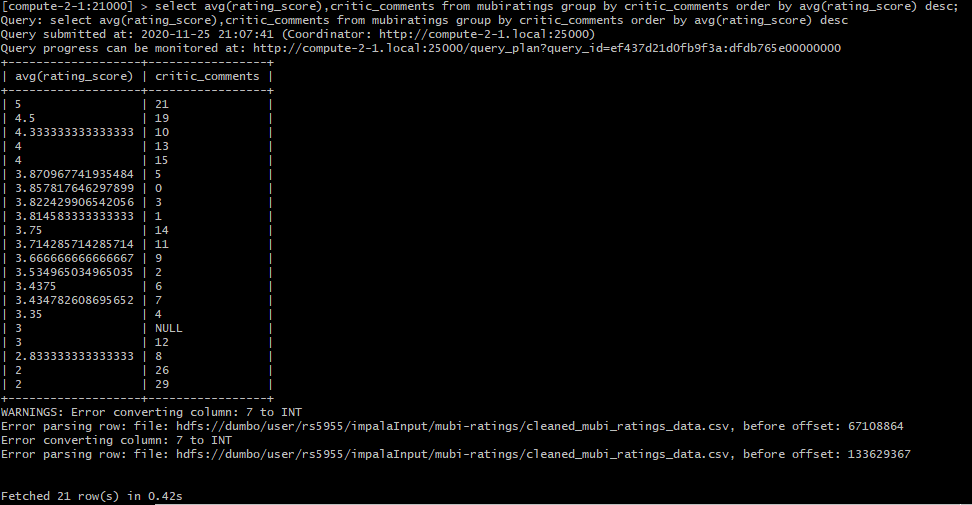 [compute-2-1:21000] > select avg(rating_score),critic_comments from mubiratings group by critic_comments order by avg(rating_score) desc;
Query: select avg(rating_score),critic_comments from mubiratings group by critic_comments order by avg(rating_score) desc
Query submitted at: 2020-11-25 21:07:41 (Coordinator: http://compute-2-1.local:25000)
Query progress can be monitored at: http://compute-2-1.local:25000/query_plan?query_id=ef437d21d0fb9f3a:dfdb765e00000000
+-------------------+-----------------+
| avg(rating_score) | critic_comments |
+-------------------+-----------------+
| 5                 | 21              |
| 4.5               | 19              |
| 4.333333333333333 | 10              |
| 4                 | 13              |
| 4                 | 15              |
| 3.870967741935484 | 5               |
| 3.857817646297899 | 0               |
| 3.822429906542056 | 3               |
| 3.814583333333333 | 1               |
| 3.75              | 14              |
| 3.714285714285714 | 11              |
| 3.666666666666667 | 9               |
| 3.534965034965035 | 2               |
| 3.4375            | 6               |
| 3.434782608695652 | 7               |
| 3.35              | 4               |
| 3                 | NULL            |
| 3                 | 12              |
| 2.833333333333333 | 8               |
| 2                 | 26              |
| 2                 | 29              |
+-------------------+-----------------+
WARNINGS: Error converting column: 7 to INT
Error parsing row: file: hdfs://dumbo/user/rs5955/impalaInput/mubi-ratings/cleaned_mubi_ratings_data.csv, before offset: 67108864
Error converting column: 7 to INT
Error parsing row: file: hdfs://dumbo/user/rs5955/impalaInput/mubi-ratings/cleaned_mubi_ratings_data.csv, before offset: 133629367
Fetched 21 row(s) in 0.42s